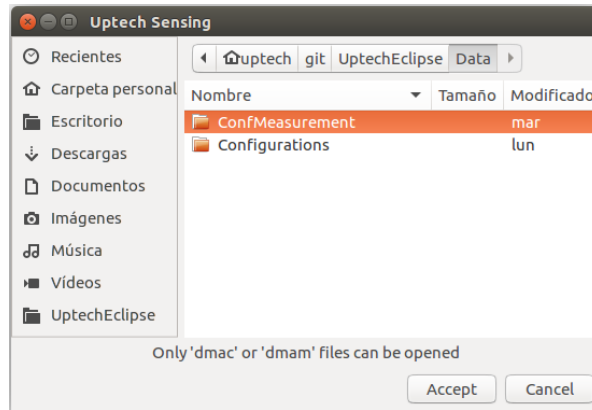 Uptech Sensing
Recientes
Carpeta personal
Escritorio
Descargas
Documentos
Imágenes
Música
Vídeos
UptechEclipse
uptech git UptechEclipse Data
Nombre Tamaño Modificado
ConfMeasurement mar
Configurations lun
Only 'dmac' or 'dmam' files can be opened
Accept Cancel